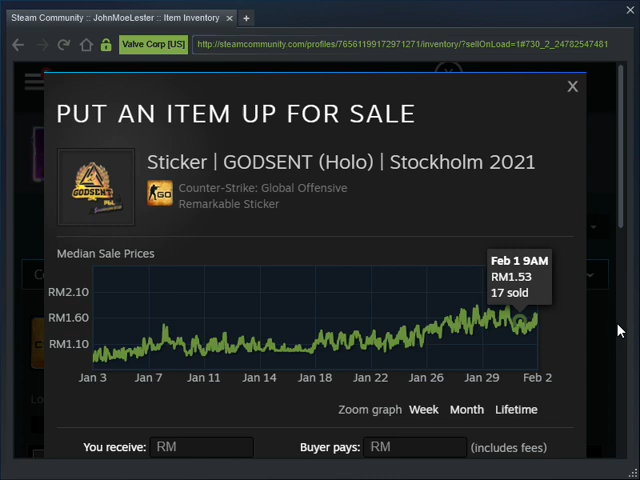 Steam Community :: JohnMoeLester :: Item Inventory
Valve Corp [US]
http://steamcommunity.com/profiles/76561199172971271/inventory/?sellOnLoad=1#730_2_24782547481
PUT AN ITEM UP FOR SALE
Sticker | GODSENT (Holo) | Stockholm 2021
GODSENT
GO
Counter-Strike: Global Offensive
Remarkable Sticker
Median Sale Prices
Feb 1 9AM
RM1.53
17 sold
RM2.10
RM1.60
RM1.10
Jan 3 Jan 7 Jan 11 Jan 14 Jan 18 Jan 22 Jan 26 Jan 29 Feb 2
Zoom graph Week Month Lifetime
You receive: RM Buyer pays: RM (includes fees)